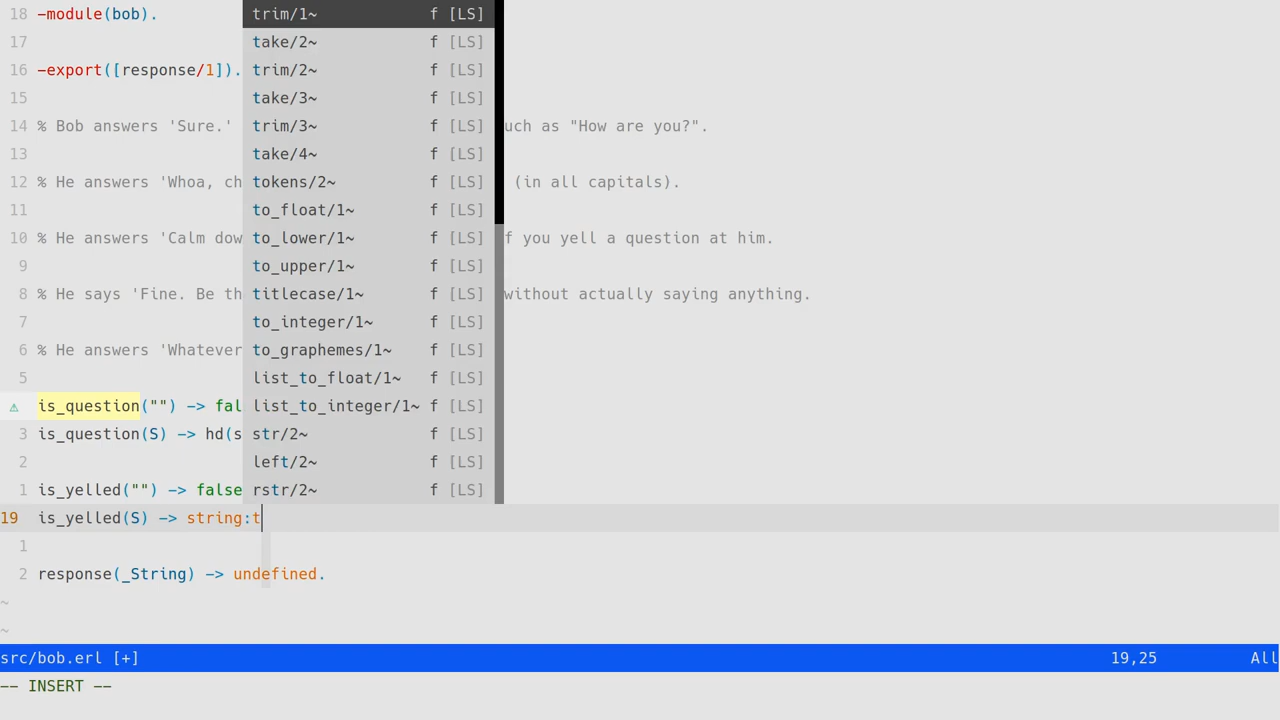 18 -module(bob). trim/1~ f [LS]
17 take/2~ f [LS]
16 -export([response/1]). trim/2~ f [LS]
15 take/3~ f [LS]
14 % Bob answers 'Sure.' trim/3~ f [LS] uch as "How are you?".
13 take/4~ f [LS]
12 % He answers 'Whoa, ch tokens/2~ f [LS] (in all capitals).
11 to_float/1~ f [LS]
10 % He answers 'Calm dow to_lower/1~ f [LS] f you yell a question at him.
9 to_upper/1~ f [LS]
8 % He says 'Fine. Be th titlecase/1~ f [LS] without actually saying anything.
7 to_integer/1~ f [LS]
6 % He answers 'Whatever to_graphemes/1~ f [LS]
5 list_to_float/1~ f [LS]
⚠ is_question("") -> fal list_to_integer/1~ f [LS]
3 is_question(S) -> hd(s str/2~ f [LS]
2 left/2~ f [LS]
1 is_yelled("") -> false rstr/2~ f [LS]
19 is_yelled(S) -> string:t
1
2 response(_String) -> undefined.
~
~
src/bob.erl [+] 19,25 All
-- INSERT --